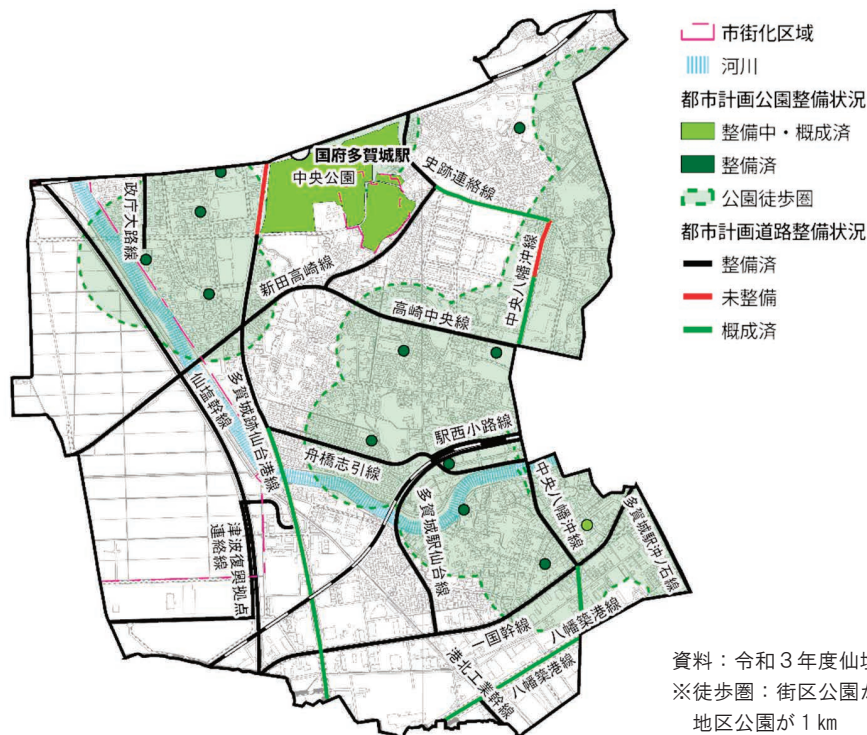 市街化区域
河川
都市計画公園整備状況
整備中・概成済
整備済
公園徒歩圏
都市計画道路整備状況
整備済
未整備
概成済
国府多賀城駅
中央公園
史跡連絡線
政庁大路線
新田高崎線
中央八幡沖線
高崎中央線
仙塩幹線
多賀城跡仙台港線
駅西小路線
舟橋志引線
中央八幡沖線
多賀城駅仙台線
多賀城駅沖ノ石線
津波復興拠点
連絡線
一国幹線
八幡築港線
八幡築港線
港北工業幹線
資料：令和３年度仙
※徒歩圏：街区公園が
地区公園が１km